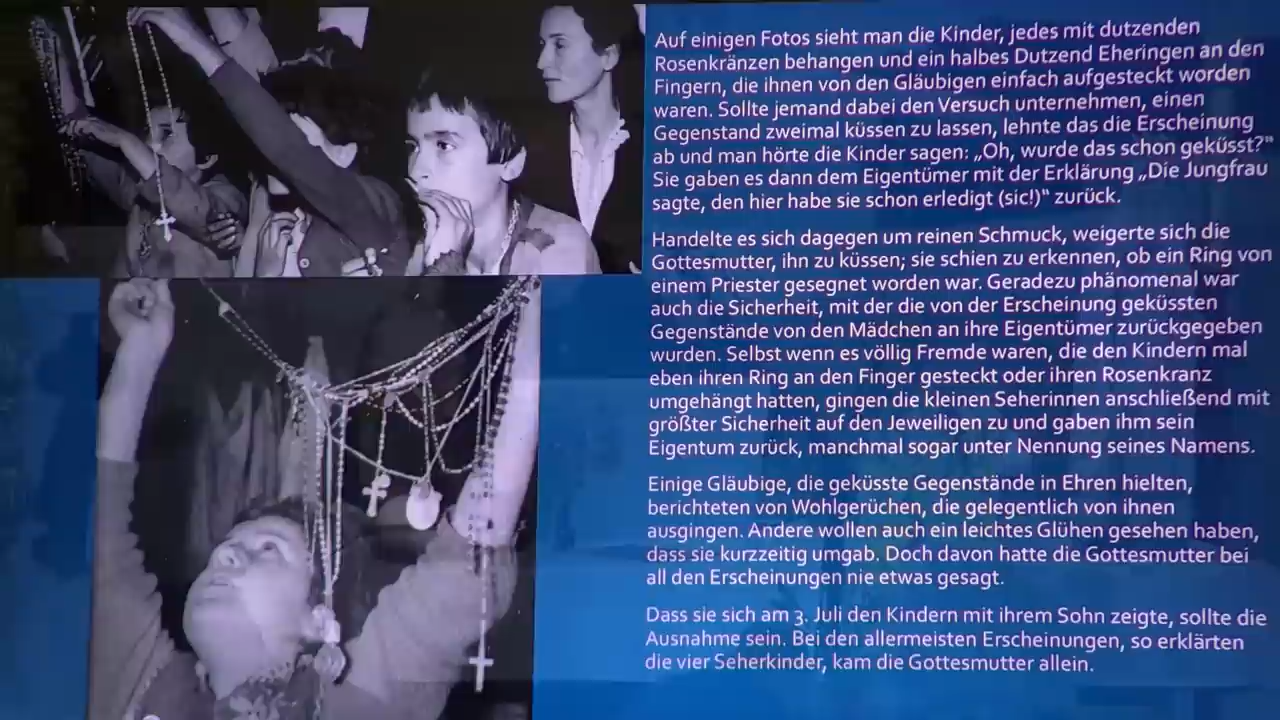 Auf einigen Fotos sieht man die Kinder, jedes mit dutzenden
Rosenkränzen behangen und ein halbes Dutzend Eheringen an den
Fingern, die ihnen von den Gläubigen einfach aufgesteckt worden
waren. Sollte jemand dabei den Versuch unternehmen, einen
Gegenstand zweimal küssen zu lassen, lehnte das die Erscheinung
ab und man hörte die Kinder sagen: „Oh, wurde das schon geküsst?"
Sie gaben es dann dem Eigentümer mit der Erklärung „Die Jungfrau
sagte, den hier habe sie schon erledigt (sic!)" zurück.
Handelte es sich dagegen um reinen Schmuck, weigerte sich die
Gottesmutter, ihn zu küssen; sie schien zu erkennen, ob ein Ring von
einem Priester gesegnet worden war. Geradezu phänomenal war
auch die Sicherheit, mit der die von der Erscheinung geküssten
Gegenstände von den Mädchen an ihre Eigentümer zurückgegeben
wurden. Selbst wenn es völlig Fremde waren, die den Kindern mal
eben ihren Ring an den Finger gesteckt oder ihren Rosenkranz
umgehängt hatten, gingen die kleinen Seherinnen anschließend mit
größter Sicherheit auf den Jeweiligen zu und gaben ihm sein
Eigentum zurück, manchmal sogar unter Nennung seines Namens.
Einige Gläubige, die geküsste Gegenstände in Ehren hielten,
berichteten von Wohlgerüchen, die gelegentlich von ihnen
ausgingen. Andere wollen auch ein leichtes Glühen gesehen haben,
dass sie kurzzeitig umgab. Doch davon hatte die Gottesmutter bei
all den Erscheinungen nie etwas gesagt.
Dass sie sich am 3. Juli den Kindern mit ihrem Sohn zeigte, sollte die
Ausnahme sein. Bei den allermeisten Erscheinungen, so erklärten
die vier Seherkinder, kam die Gottesmutter allein.